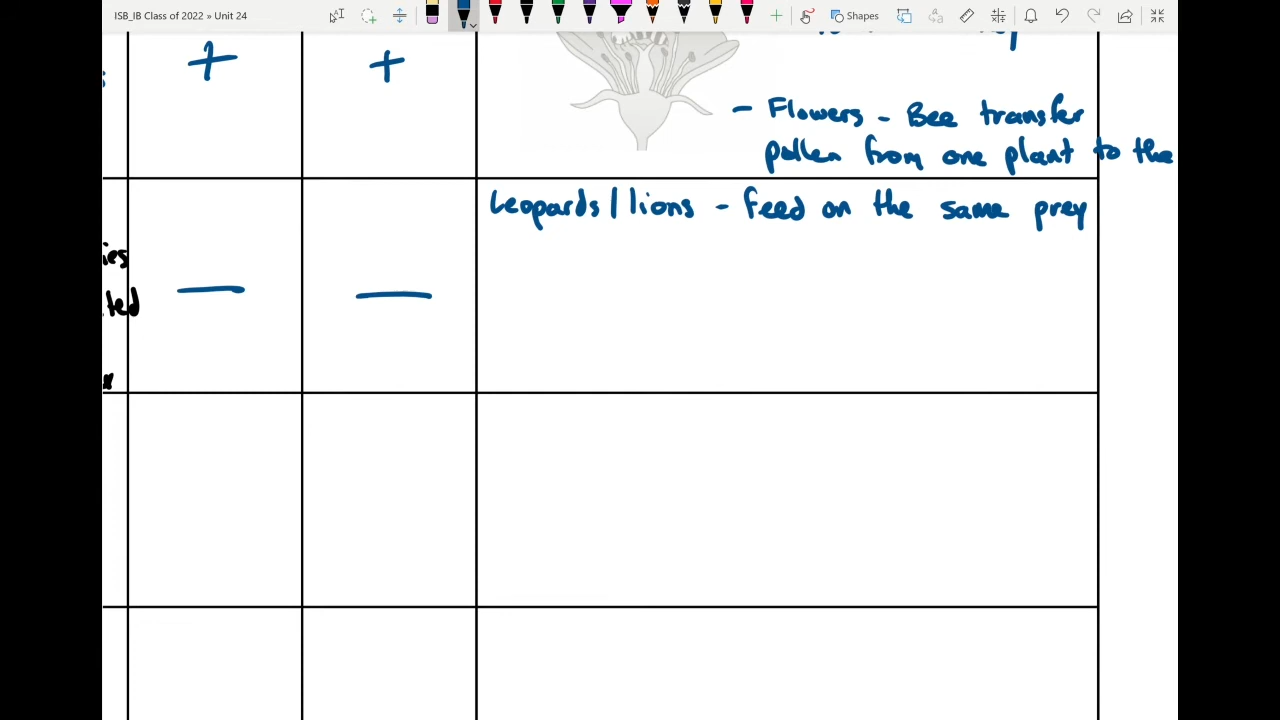 ISB_IB Class of 2022 » Unit 24
Shapes
+ +
- Flowers - Bee transfer
pollen from one plant to the
Leopards/lions - feed on the same prey
ies
ted
— —